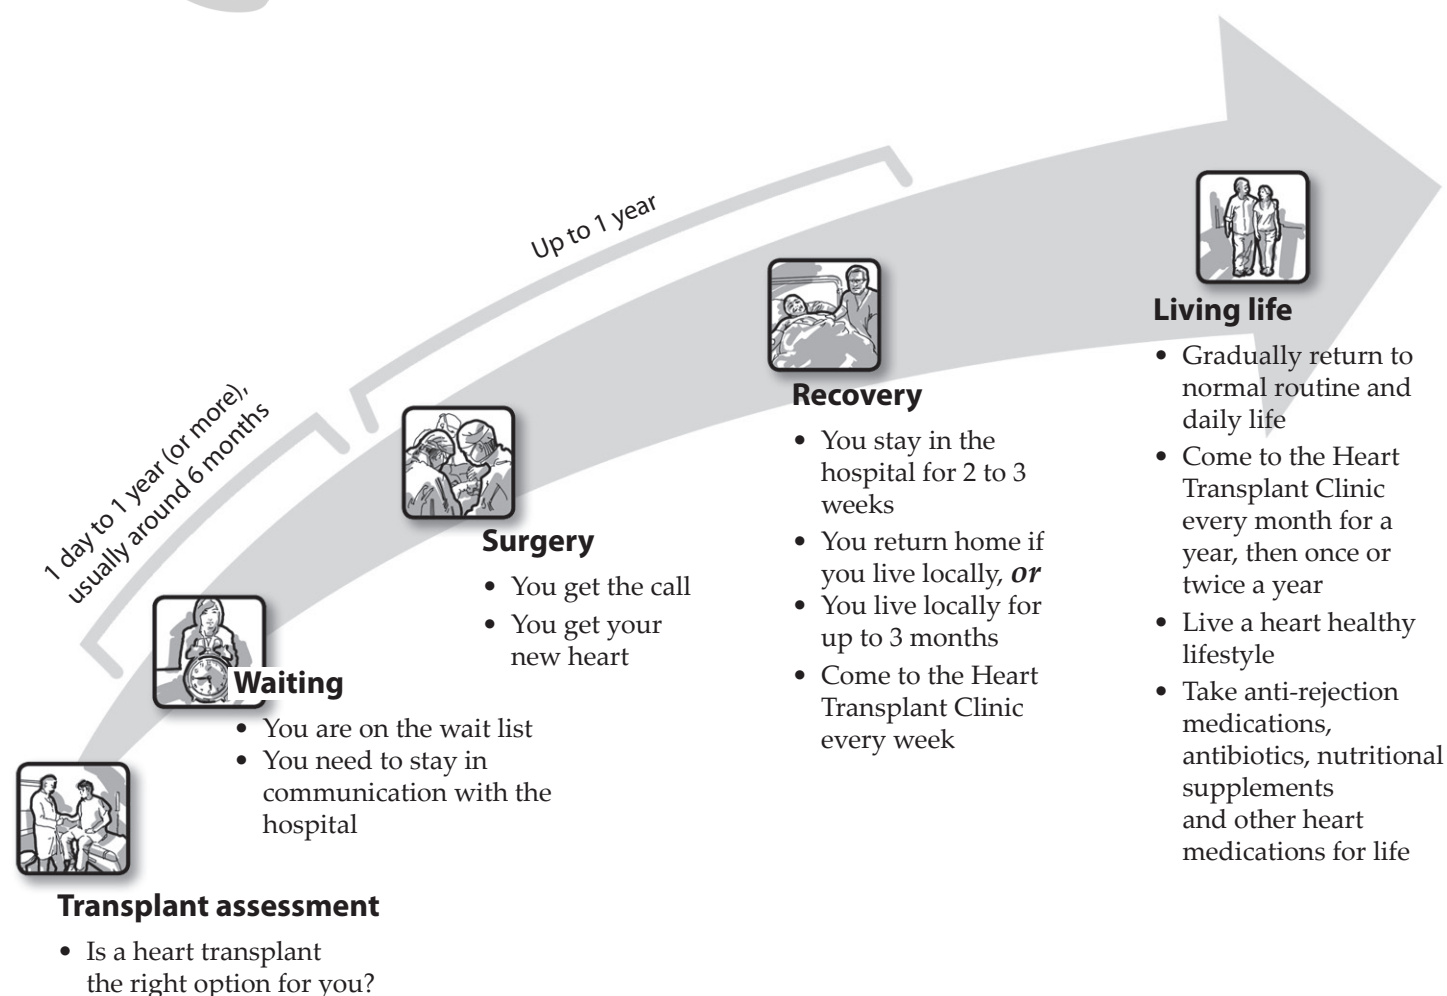 1 day to 1 year (or more),
usually around 6 months
Up to 1 year
Transplant assessment
• Is a heart transplant
the right option for you?
Waiting
• You are on the wait list
• You need to stay in
communication with the
hospital
Surgery
• You get the call
• You get your
new heart
Recovery
• You stay in the
hospital for 2 to 3
weeks
• You return home if
you live locally, or
• You live locally for
up to 3 months
• Come to the Heart
Transplant Clinic
every week
Living life
• Gradually return to
normal routine and
daily life
• Come to the Heart
Transplant Clinic
every month for a
year, then once or
twice a year
• Live a heart healthy
lifestyle
• Take anti-rejection
medications,
antibiotics, nutritional
supplements
and other heart
medications for life